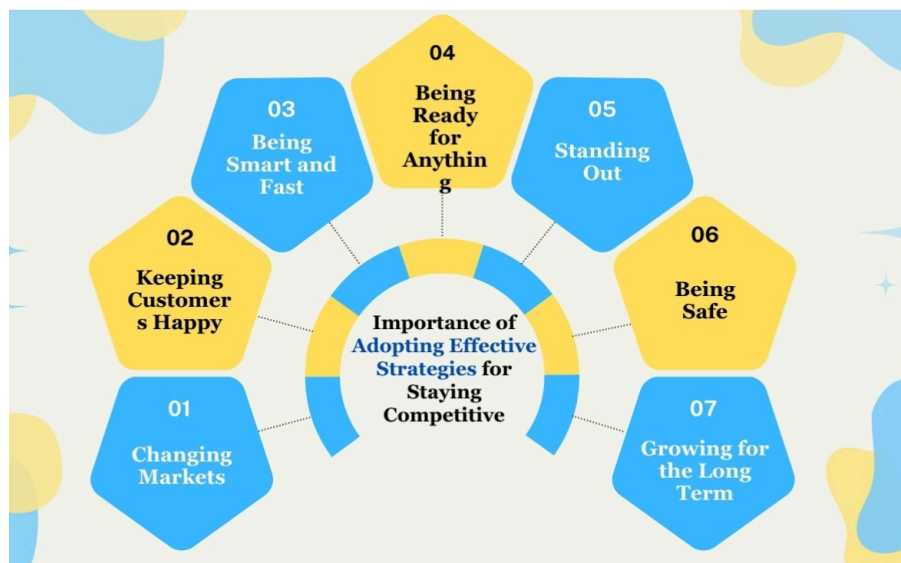 01
Changing
Markets
02
Keeping
Customer
s Happy
03
Being
Smart and
Fast
04
Being
Ready
for
Anythin
g
05
Standing
Out
06
Being
Safe
07
Growing for
the Long
Term
Importance of
Adopting Effective
Strategies for
Staying
Competitive